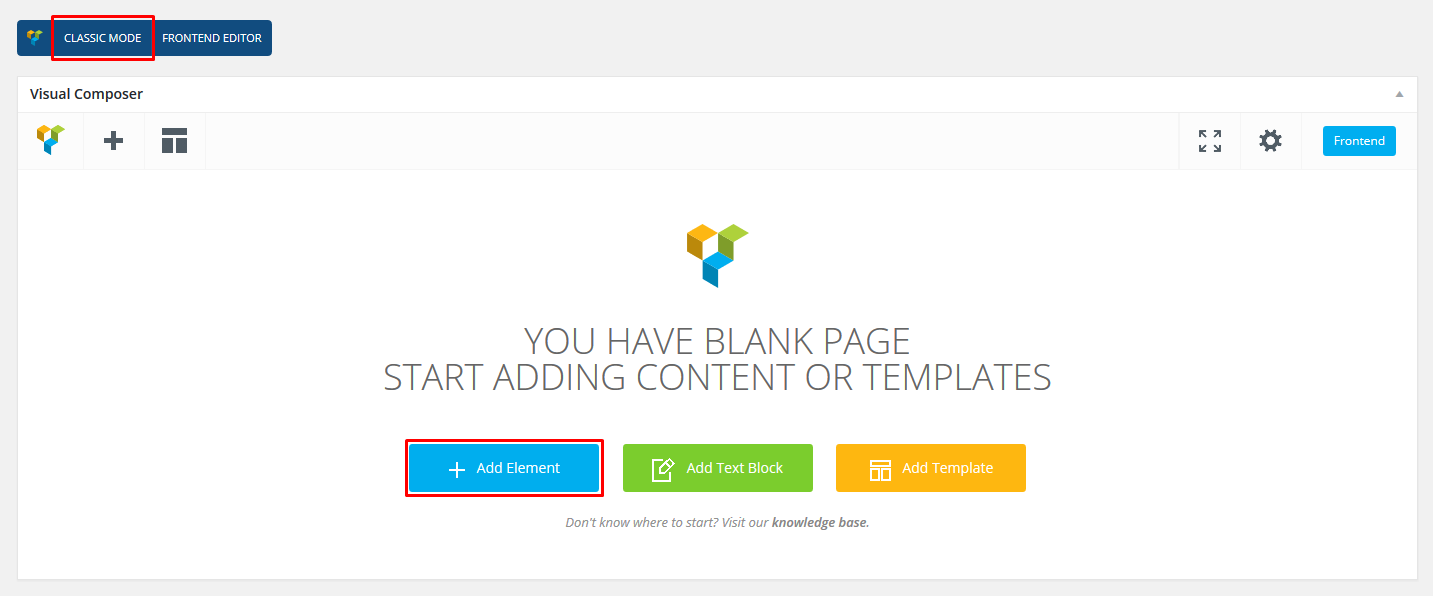 CLASSIC MODE FRONTEND EDITOR
Visual Composer
Frontend
YOU HAVE BLANK PAGE
START ADDING CONTENT OR TEMPLATES
Add Element Add Text Block Add Template
Don't know where to start? Visit our knowledge base.